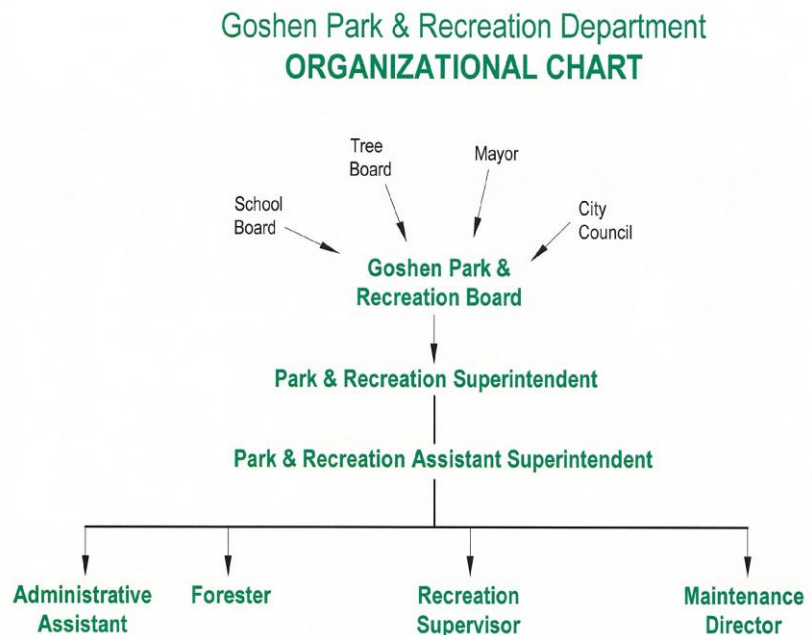 Goshen Park & Recreation Department
ORGANIZATIONAL CHART
Tree
Board
Mayor
School
Board
City
Council
Goshen Park &
Recreation Board
Park & Recreation Superintendent
Park & Recreation Assistant Superintendent
Administrative
Assistant
Forester
Recreation
Supervisor
Maintenance
Director